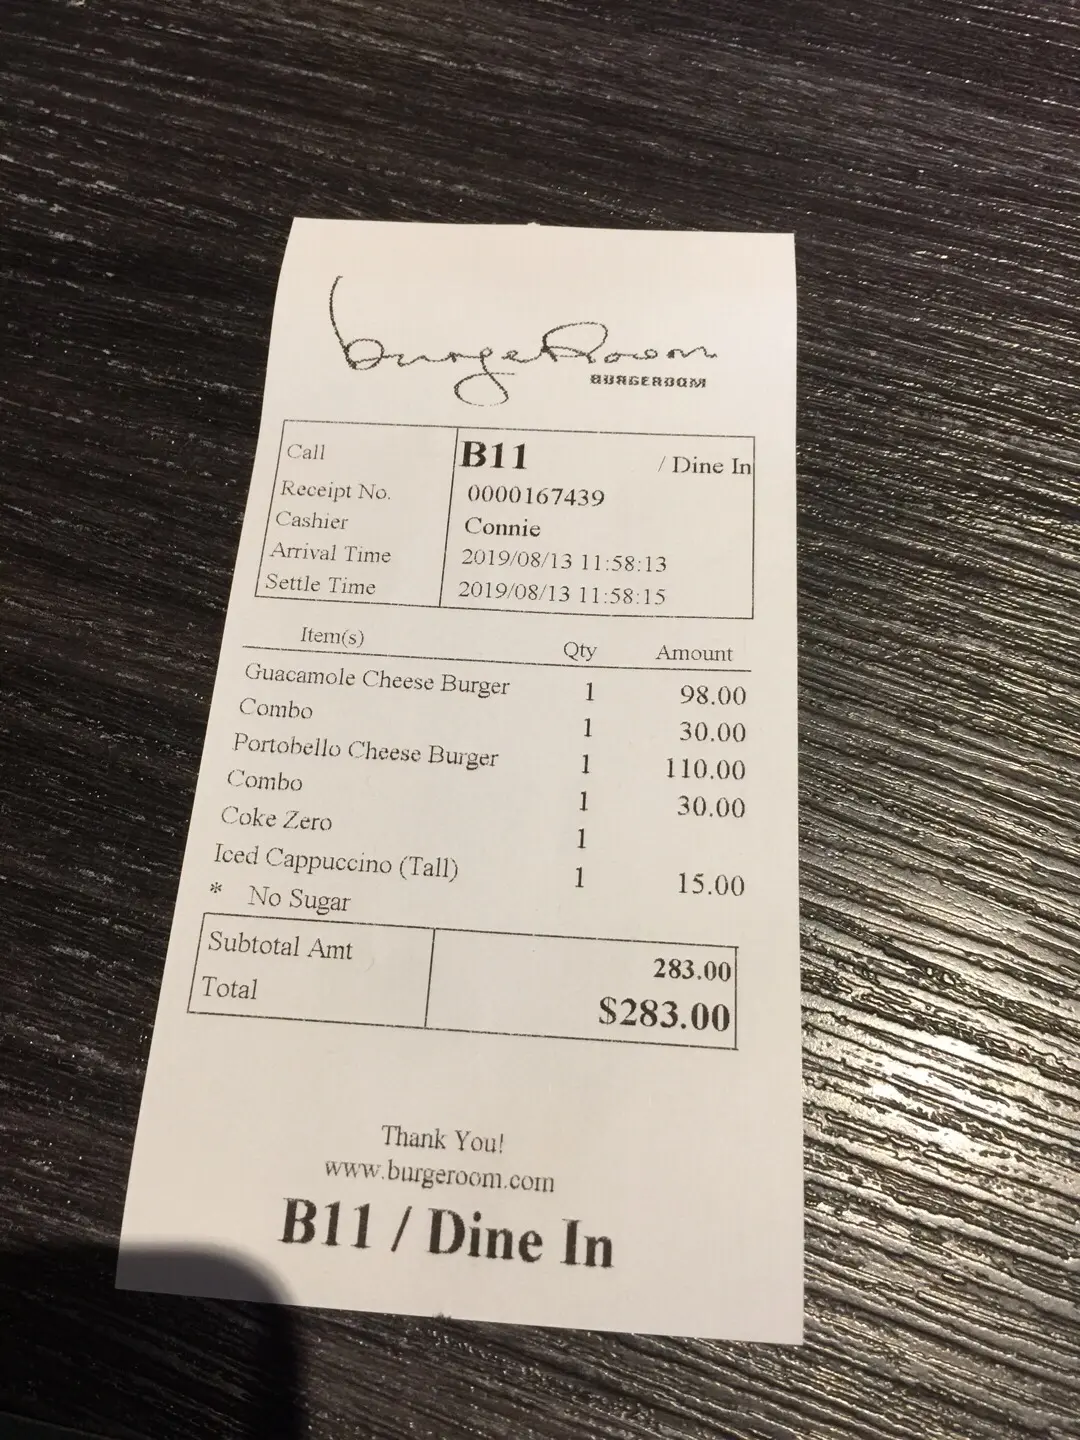 burgeRoom
BURGEROOM
Call B11 / Dine In
Receipt No. 0000167439
Cashier Connie
Arrival Time 2019/08/13 11:58:13
Settle Time 2019/08/13 11:58:15
Item(s) Qty Amount
Guacamole Cheese Burger 1 98.00
Combo 1 30.00
Portobello Cheese Burger 1 110.00
Combo 1 30.00
Coke Zero 1
Iced Cappuccino (Tall) 1 15.00
* No Sugar
Subtotal Amt 283.00
Total $283.00
Thank You!
www.burgeroom.com
B11 / Dine In